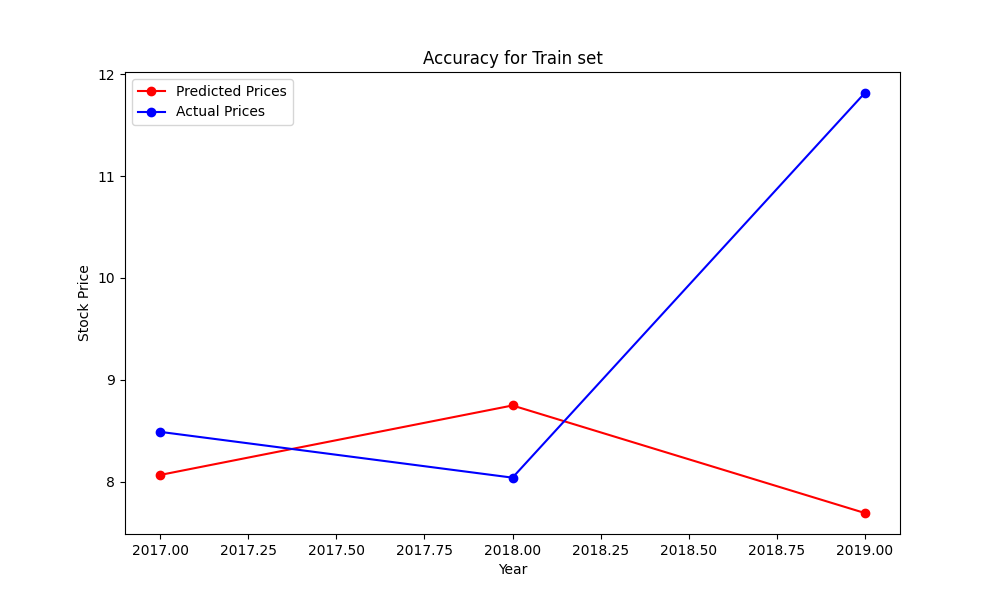 Accuracy for Train set
Predicted Prices
Actual Prices
12
11
10
9
8
Stock Price
2017.00 2017.25 2017.50 2017.75 2018.00 2018.25 2018.50 2018.75 2019.00
Year